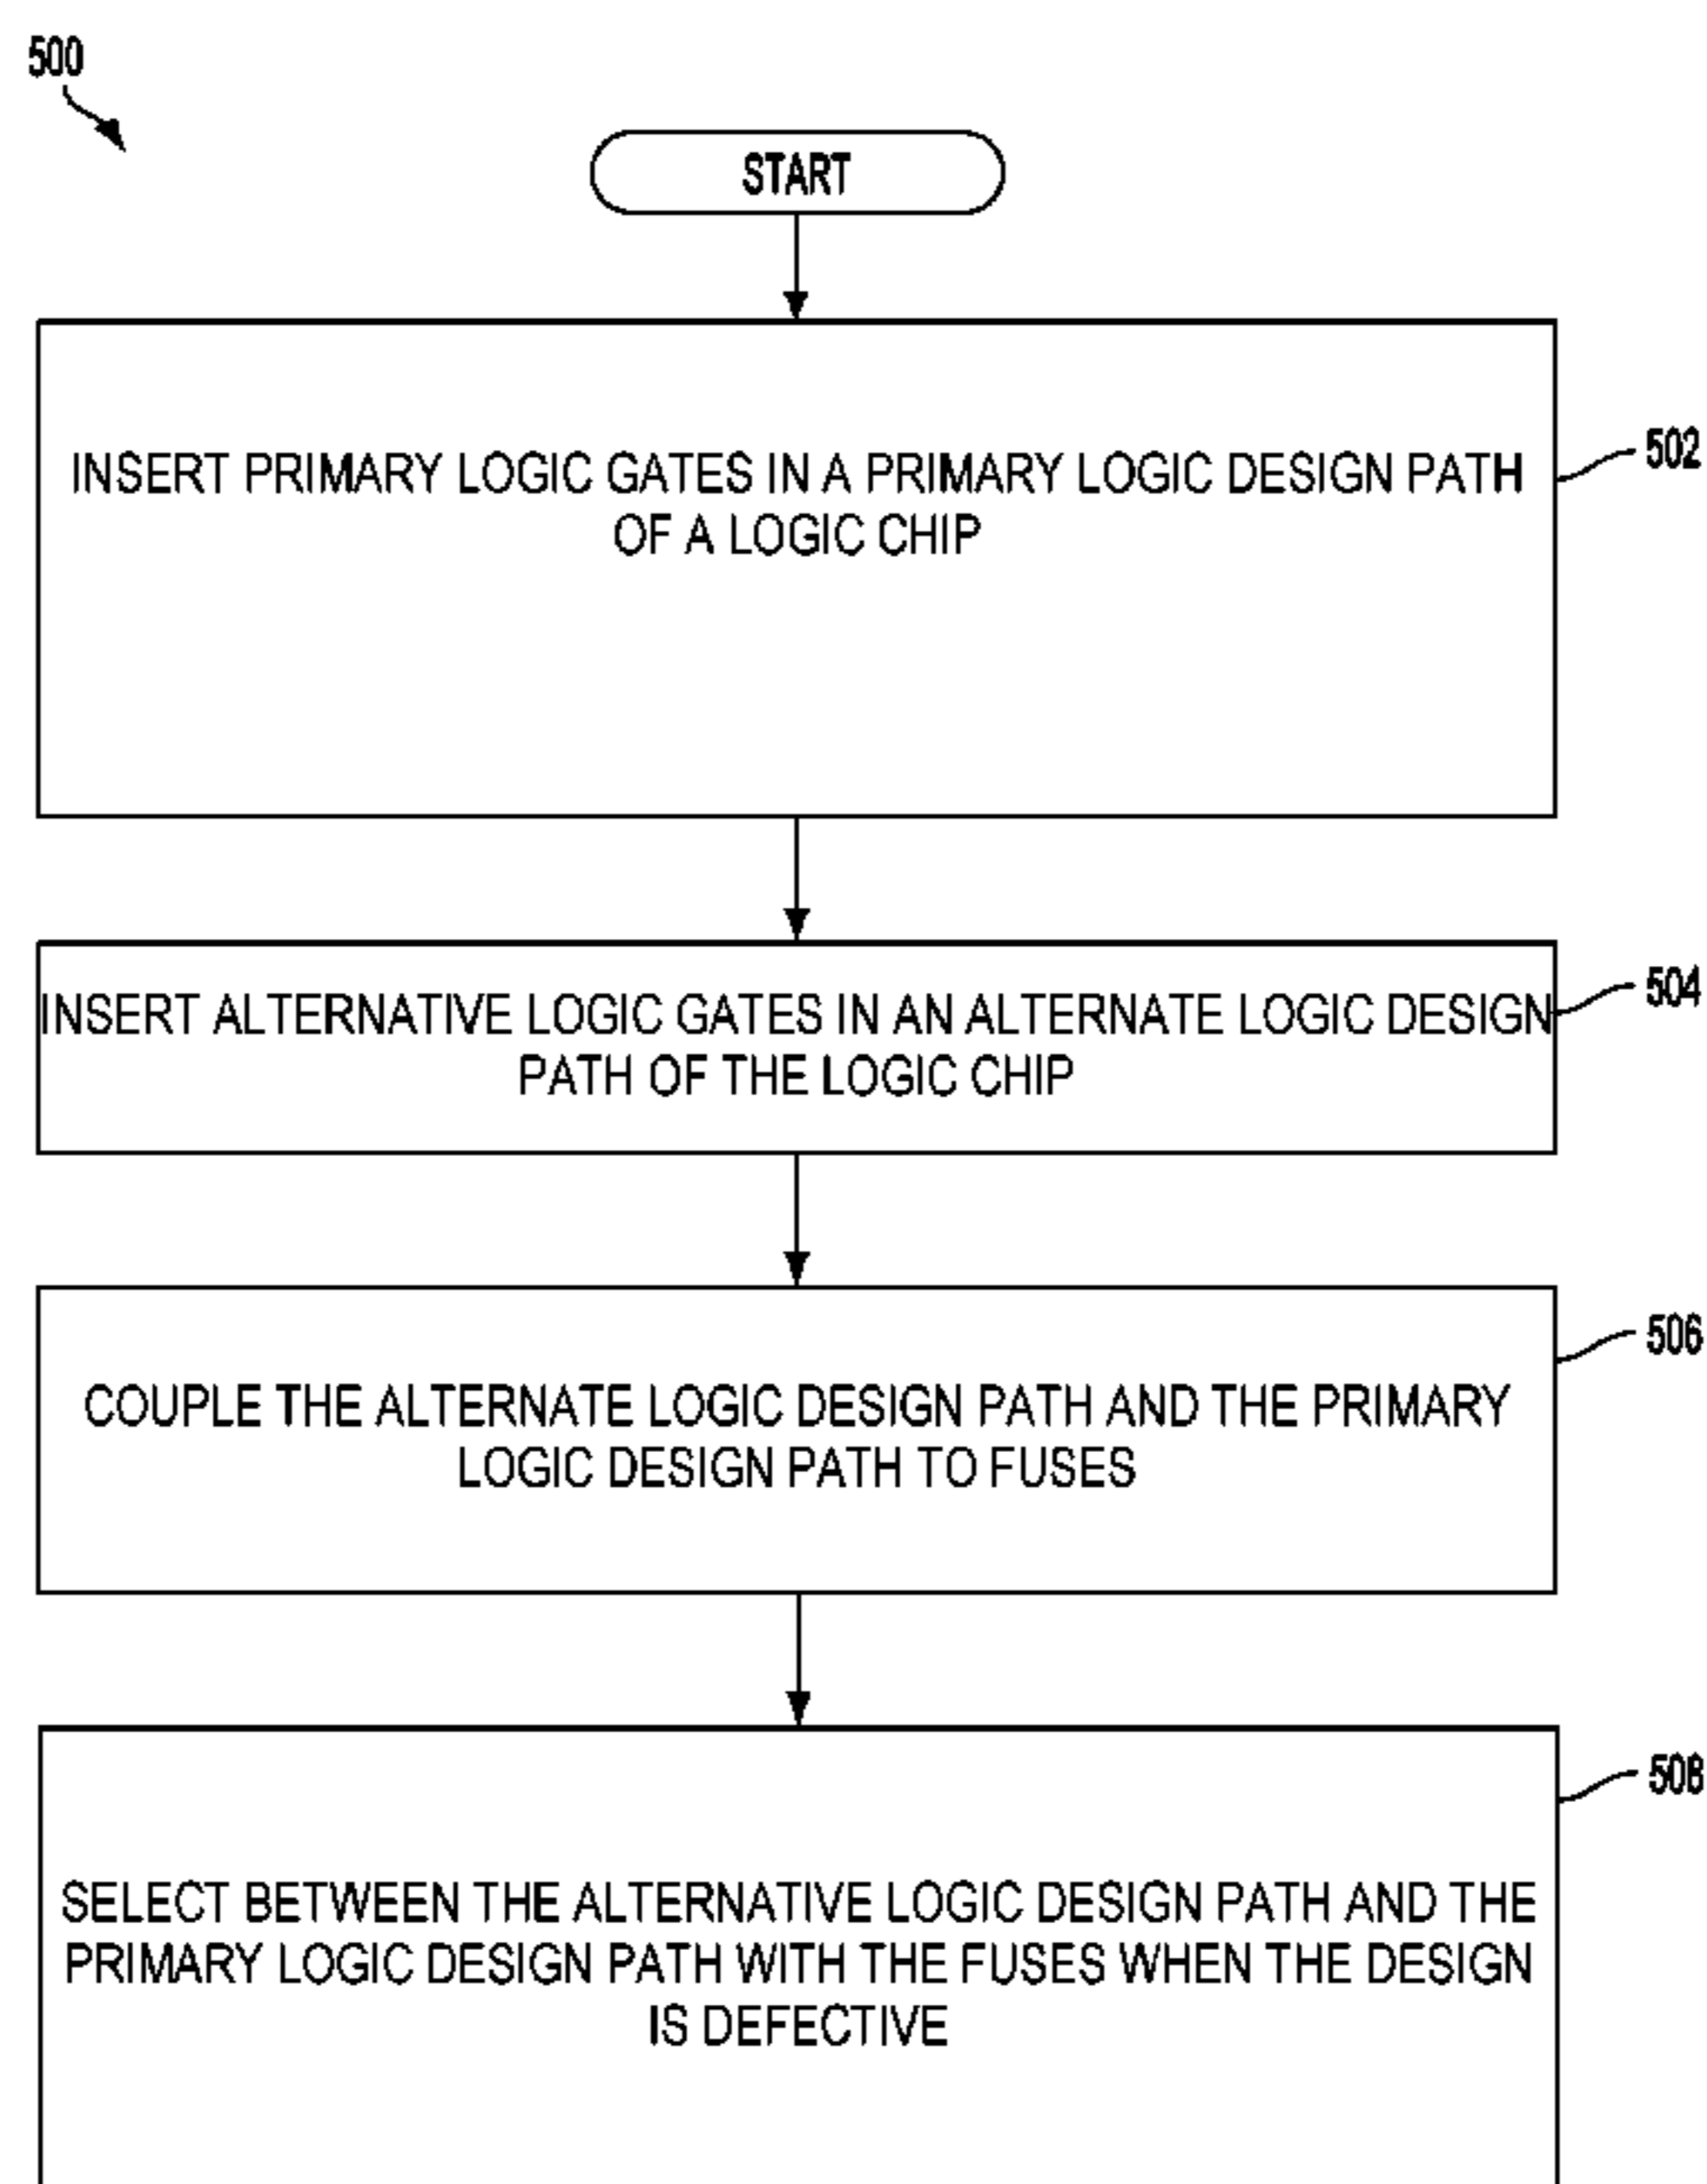 500
START
INSERT PRIMARY LOGIC GATES IN A PRIMARY LOGIC DESIGN PATH
OF A LOGIC CHIP
502
INSERT ALTERNATIVE LOGIC GATES IN AN ALTERNATE LOGIC DESIGN
PATH OF THE LOGIC CHIP
504
COUPLE THE ALTERNATE LOGIC DESIGN PATH AND THE PRIMARY
LOGIC DESIGN PATH TO FUSES
506
SELECT BETWEEN THE ALTERNATIVE LOGIC DESIGN PATH AND THE
PRIMARY LOGIC DESIGN PATH WITH THE FUSES WHEN THE DESIGN
IS DEFECTIVE
508